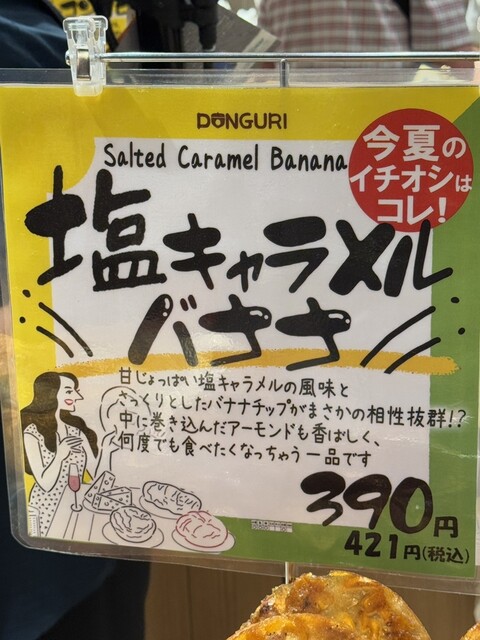 DONGURI
Salted Caramel Banana
今夏の
イチオシは
コレ!
塩キャラメル
バナナ
甘じょっぱい塩キャラメルの風味と
さっくりとしたバナナチップがまさかの相性抜群!?
中に巻き込んだアーモンドも香ばしく、
何度でも食べたくなっちゃう一品です
390円
421円(税込)